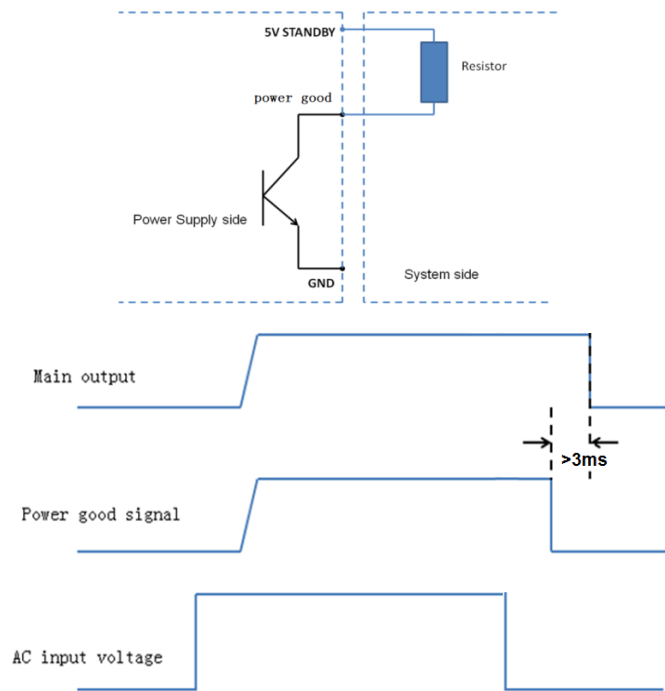 5V STANDBY
Resistor
power good
Power Supply side
System side
GND
Main output
>3ms
Power good signal
AC input voltage